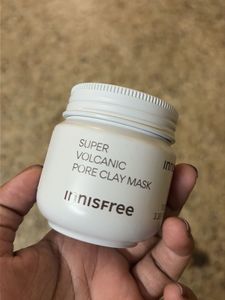 SUPER
VOLCANIC
PORE CLAY MASK
INNISFREE